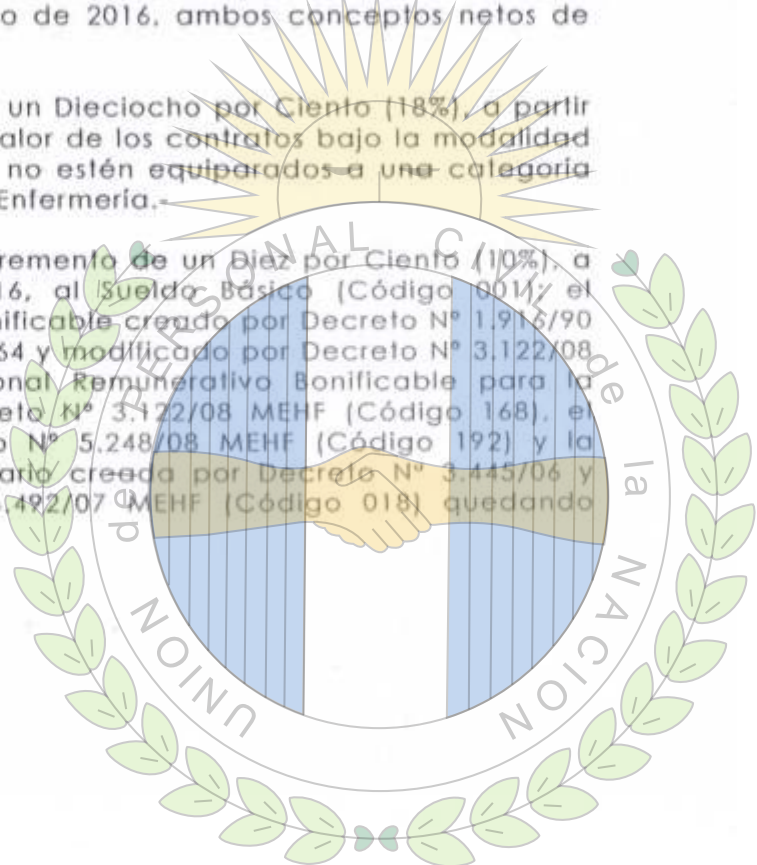 o de 2016, ambos conceptos netos de
un Dieciocho por Ciento (18%), a partir
alor de los contratos bajo la modalidad
no estén equiparados a una categoría
Enfermería.-
remento de un Diez por Ciento (10%), a
16, al Sueldo Básico (Código 001); el
nificable creado por Decreto Nº 1.916/90
64 y modificado por Decreto Nº 3.122/08
onal Remunerativo Bonificable para la
eto Nº 3.122/08 MEHF (Código 168), el
o Nº 5.248/08 MEHF (Código 192) y la
ario creada por Decreto Nº 3.445/06 y
.492/07 MEHF (Código 018) quedando
UNION del PERSONAL CIVIL de la NACION